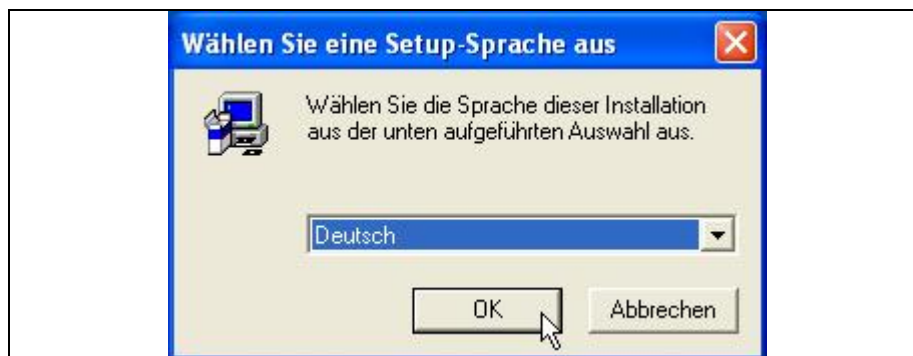 Wählen Sie eine Setup-Sprache aus
Wählen Sie die Sprache dieser Installation
aus der unten aufgeführten Auswahl aus.
Deutsch
OK
Abbrechen